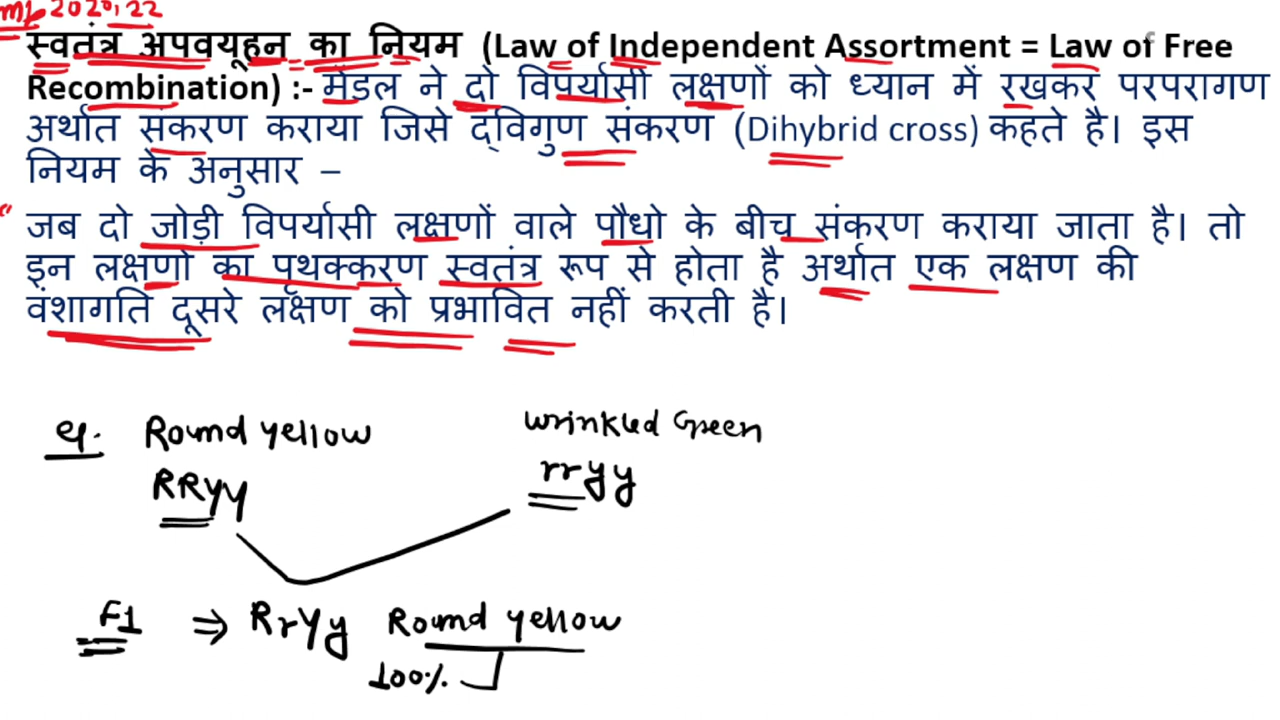 2020, 22
स्वतंत्र अपवयूहन का नियम (Law of Independent Assortment = Law of Free
Recombination) :- मेंडल ने दो विपर्यासी लक्षणों को ध्यान में रखकर परपरागण
अर्थात संकरण कराया जिसे द्विगुण संकरण (Dihybrid cross) कहते है। इस
नियम के अनुसार –
जब दो जोड़ी विपर्यासी लक्षणों वाले पौधो के बीच संकरण कराया जाता है। तो
इन लक्षणों का पृथक्करण स्वतंत्र रूप से होता है अर्थात एक लक्षण की
वंशागति दूसरे लक्षण को प्रभावित नहीं करती है।
eg. Round yellow wrinkled Green
RRYY rryy
F1 ⇒ RrYy Round yellow
100%